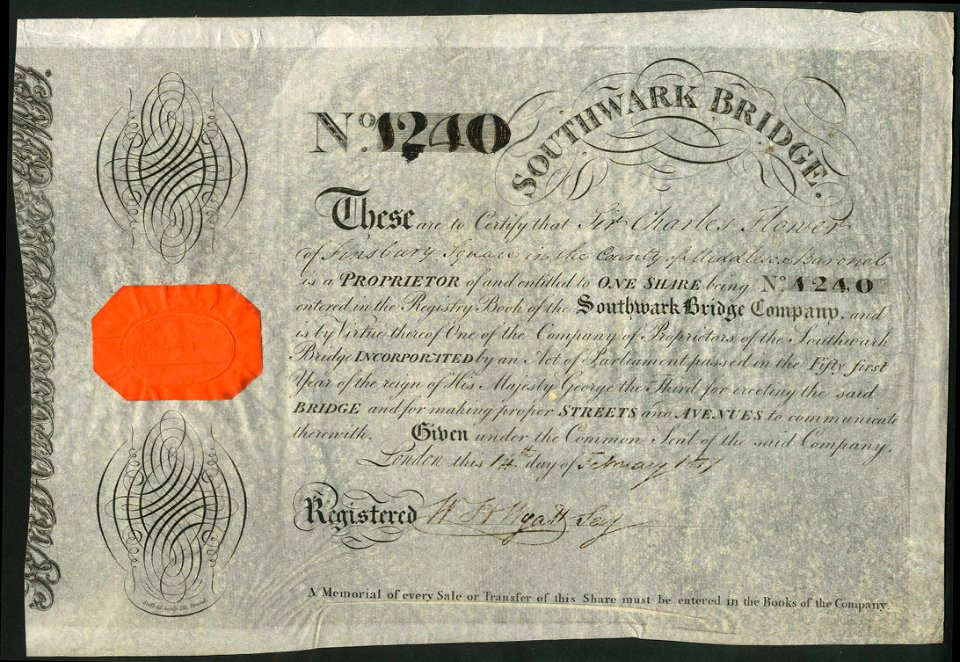 No. 1240
SOUTHWARK BRIDGE.
These are to Certify that Sir Charles Flower
of Finsbury Square in the County of Middlesex Baronet
is a PROPRIETOR of and entitled to ONE SHARE being No. 1240
entered in the Registry Book of the Southwark Bridge Company, and
is by Virtue thereof One of the Company of Proprietors of the Southwark
Bridge INCORPORATED by an Act of Parliament passed in the Fifty first
Year of the reign of His Majesty George the Third for erecting the said
BRIDGE and for making proper STREETS and AVENUES to communicate
therewith. Given under the Common Seal of the said Company.
London this 14th day of February
Registered Wyatt Secy
A Memorial of every Sale or Transfer of this Share must be entered in the Books of the Company.